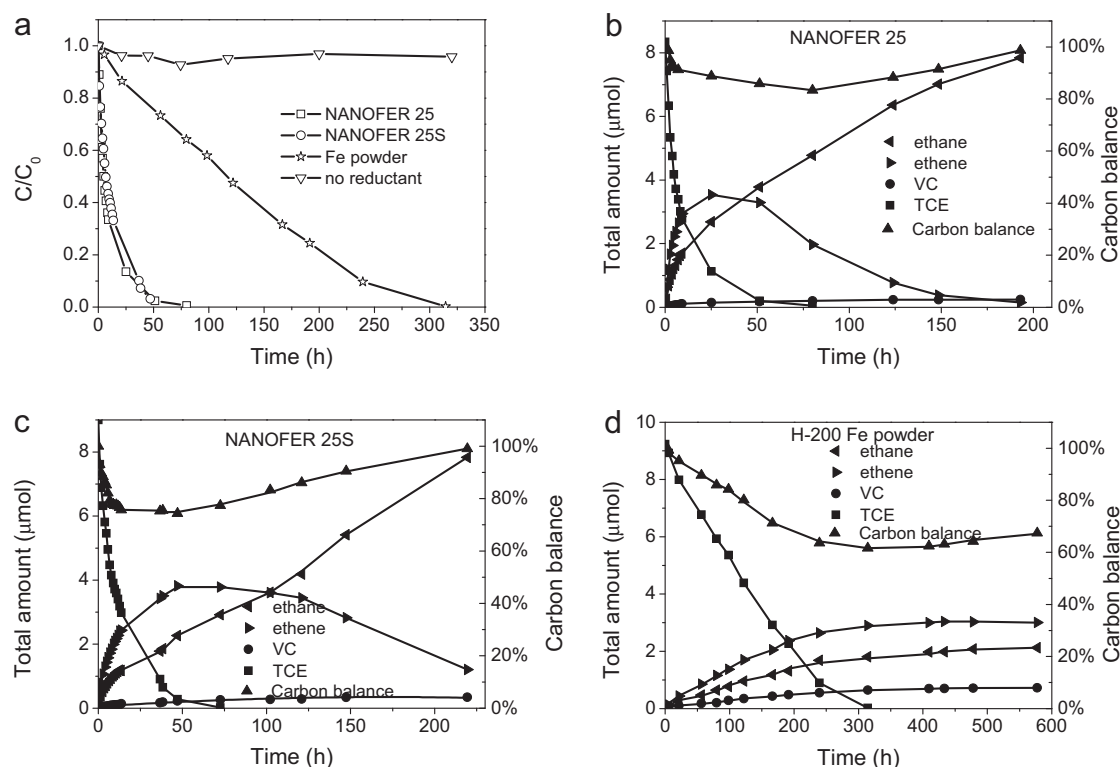 a
1.0
0.8
0.6
0.4
0.2
0.0
C/C₀
NANOFER 25
NANOFER 25S
Fe powder
no reductant
0 50 100 150 200 250 300 350
Time (h)
b
NANOFER 25
8
6
4
2
0
Total amount (μmol)
ethane
ethene
VC
TCE
Carbon balance
100%
80%
60%
40%
20%
0%
Carbon balance
0 50 100 150 200
Time (h)
c
NANOFER 25S
8
6
4
2
0
Total amount (μmol)
ethane
ethene
VC
TCE
Carbon balance
100%
80%
60%
40%
20%
0%
Carbon balance
0 50 100 150 200
Time (h)
d
H-200 Fe powder
10
8
6
4
2
0
Total amount (μmol)
ethane
ethene
VC
TCE
Carbon balance
100%
80%
60%
40%
20%
0%
Carbon balance
0 100 200 300 400 500 600
Time (h)